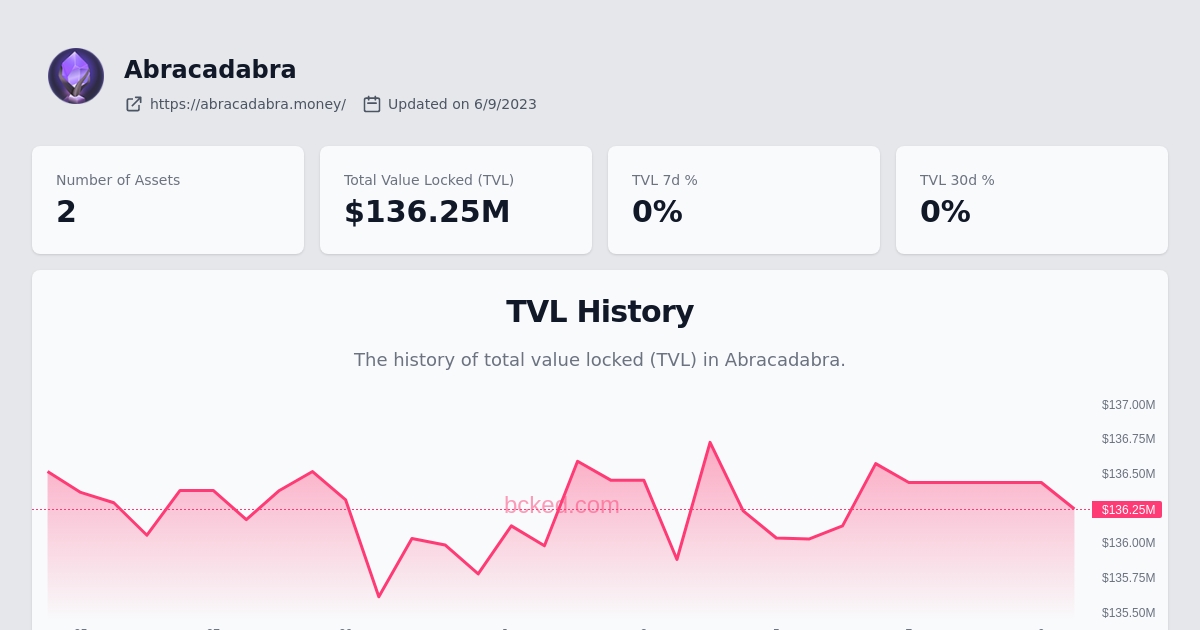 Abracadabra
https://abracadabra.money/ Updated on 6/9/2023
Number of Assets
2
Total Value Locked (TVL)
$136.25M
TVL 7d %
0%
TVL 30d %
0%
TVL History
The history of total value locked (TVL) in Abracadabra.
$137.00M
$136.75M
$136.50M
bcked.com
$136.25M
$136.00M
$135.75M
$135.50M